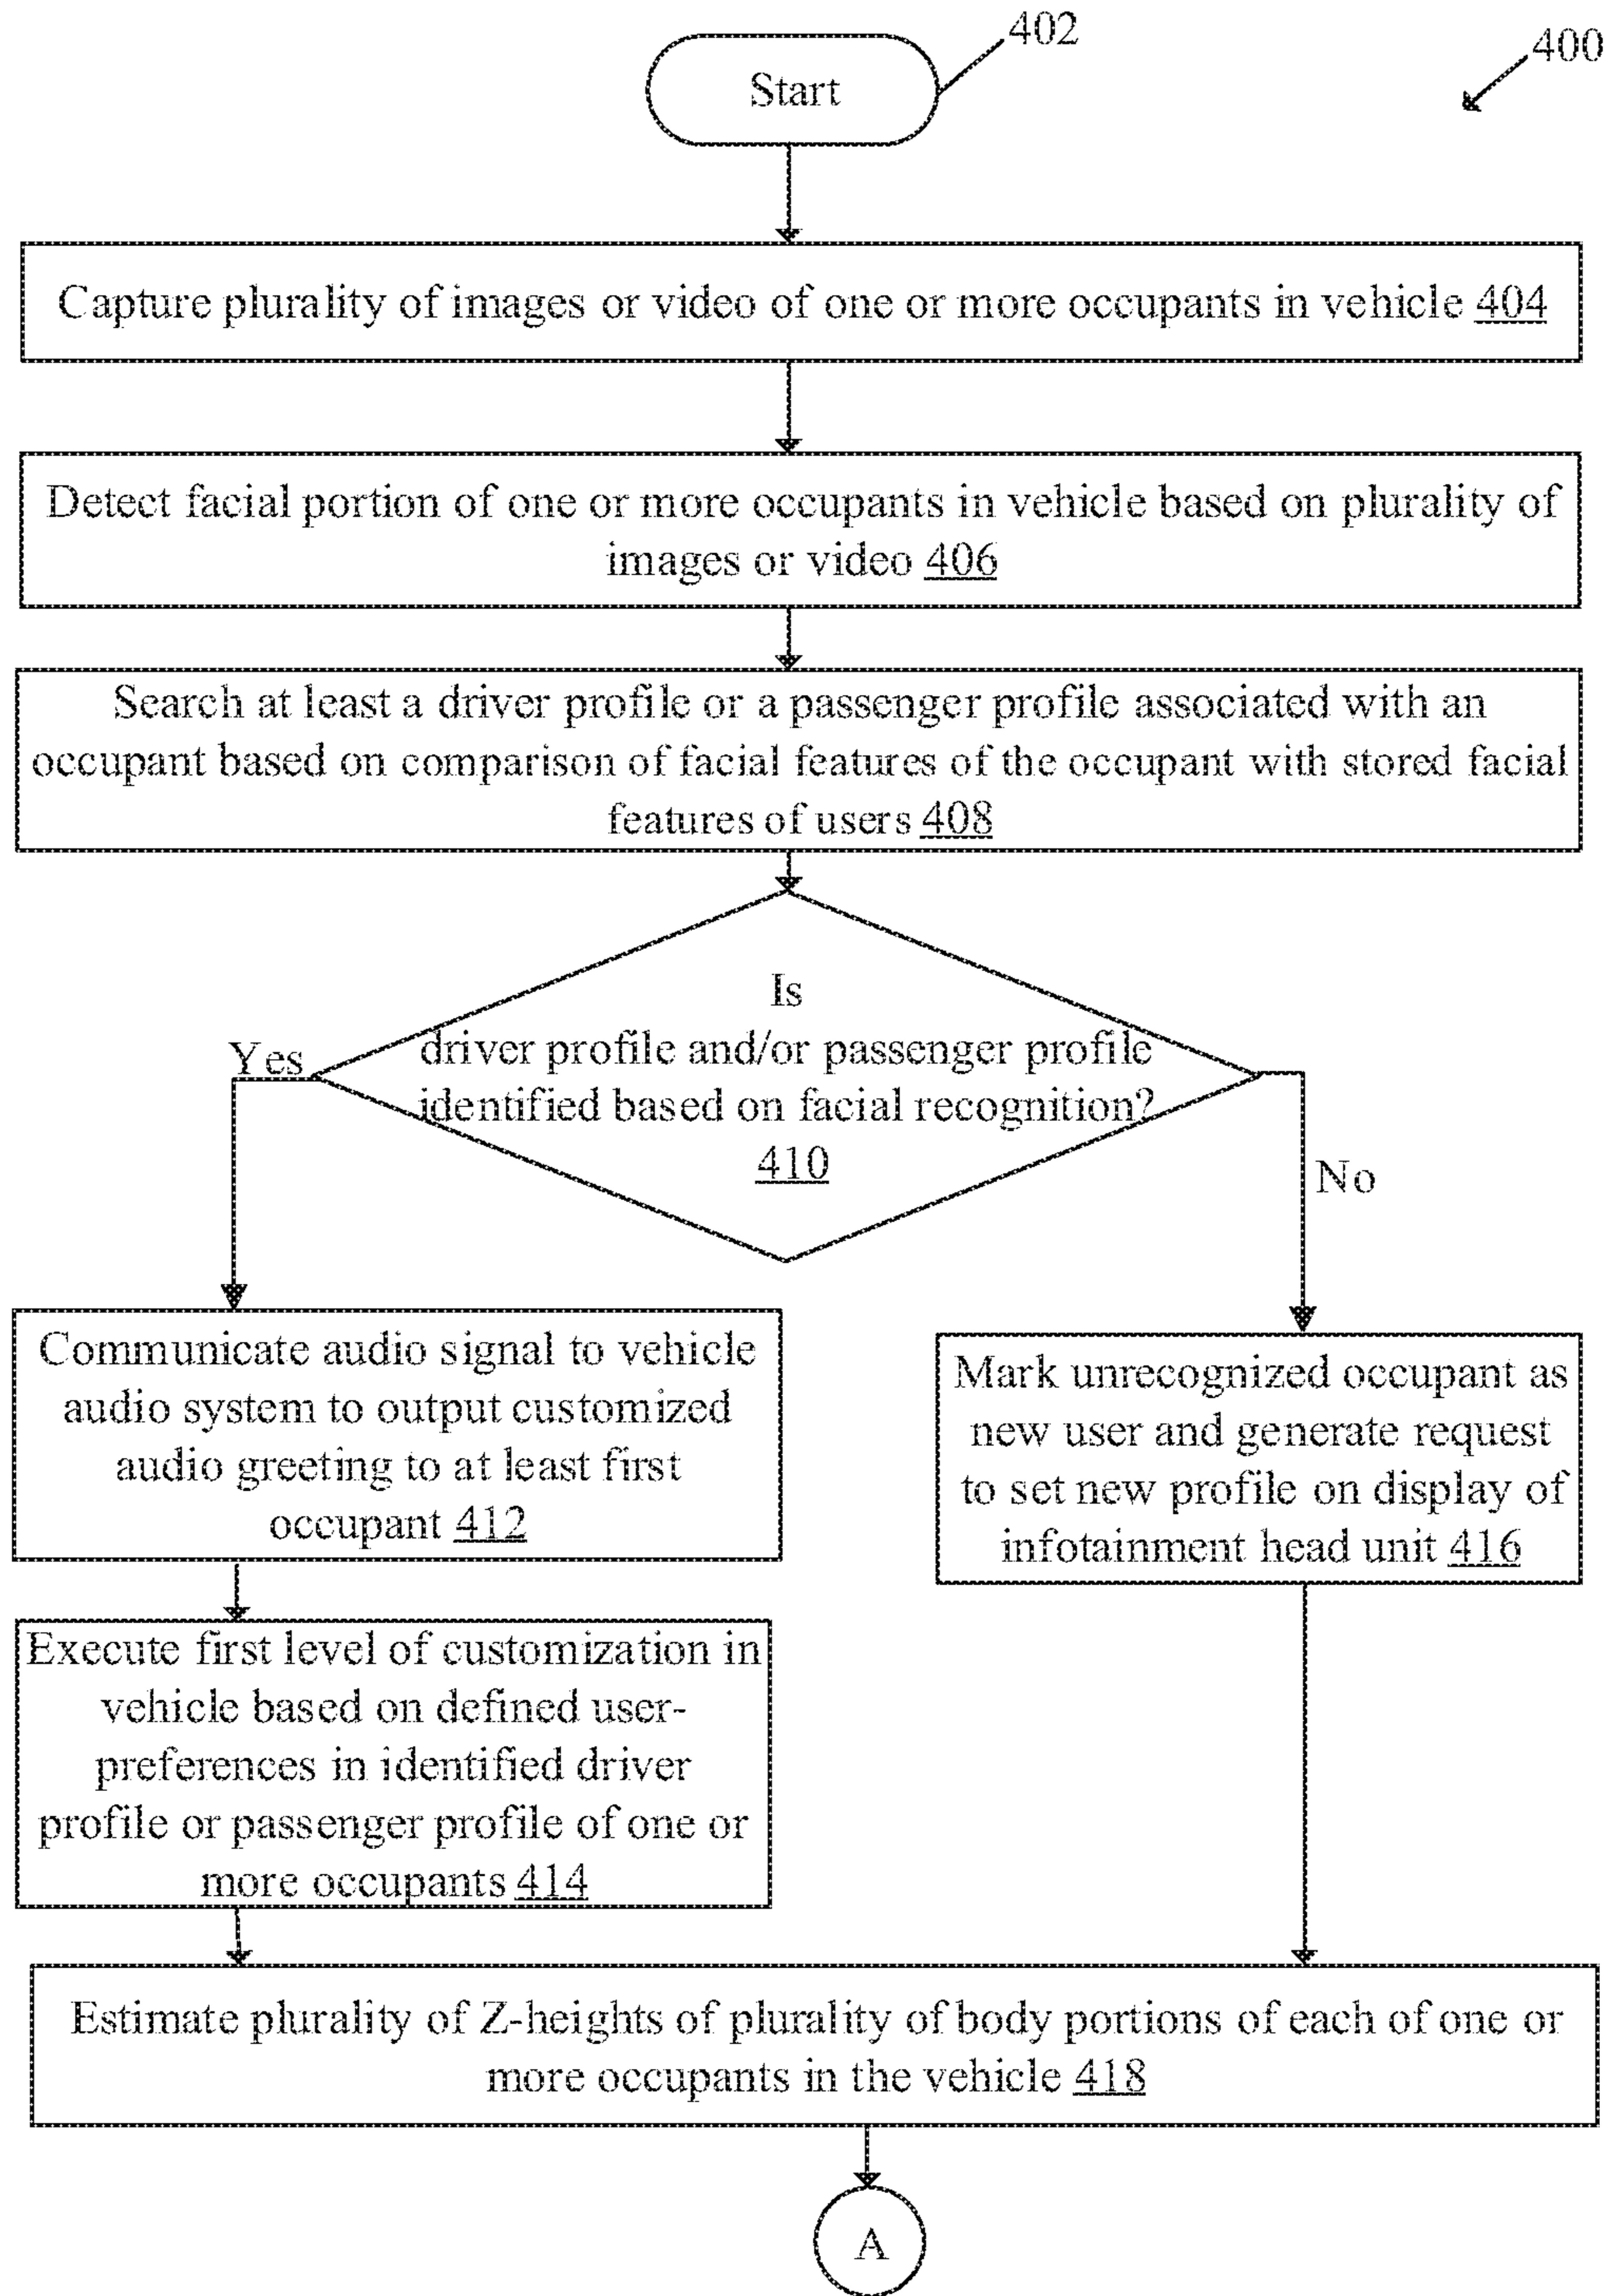 402
400
Start
Capture plurality of images or video of one or more occupants in vehicle 404
Detect facial portion of one or more occupants in vehicle based on plurality of
images or video 406
Search at least a driver profile or a passenger profile associated with an
occupant based on comparison of facial features of the occupant with stored facial
features of users 408
Is
driver profile and/or passenger profile
identified based on facial recognition?
410
Yes
No
Communicate audio signal to vehicle
audio system to output customized
audio greeting to at least first
occupant 412
Mark unrecognized occupant as
new user and generate request
to set new profile on display of
infotainment head unit 416
Execute first level of customization in
vehicle based on defined user-
preferences in identified driver
profile or passenger profile of one or
more occupants 414
Estimate plurality of Z-heights of plurality of body portions of each of one or
more occupants in the vehicle 418
A